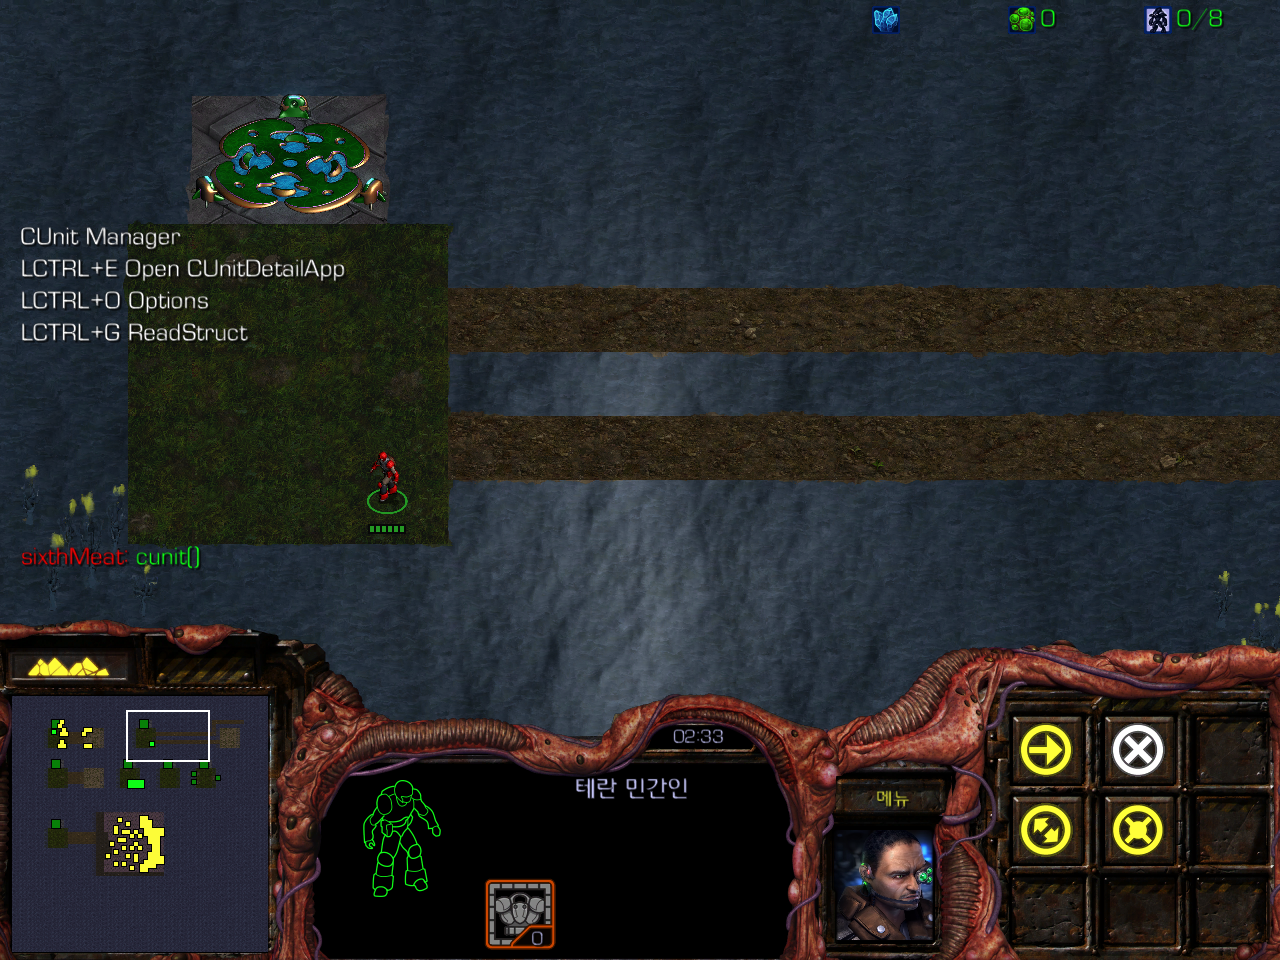 0
0/8
CUnit Manager
LCTRL+E Open CUnitDetailApp
LCTRL+O Options
LCTRL+G ReadStruct
sixthMeat: cunit()
02:33
테란 민간인
메뉴
0